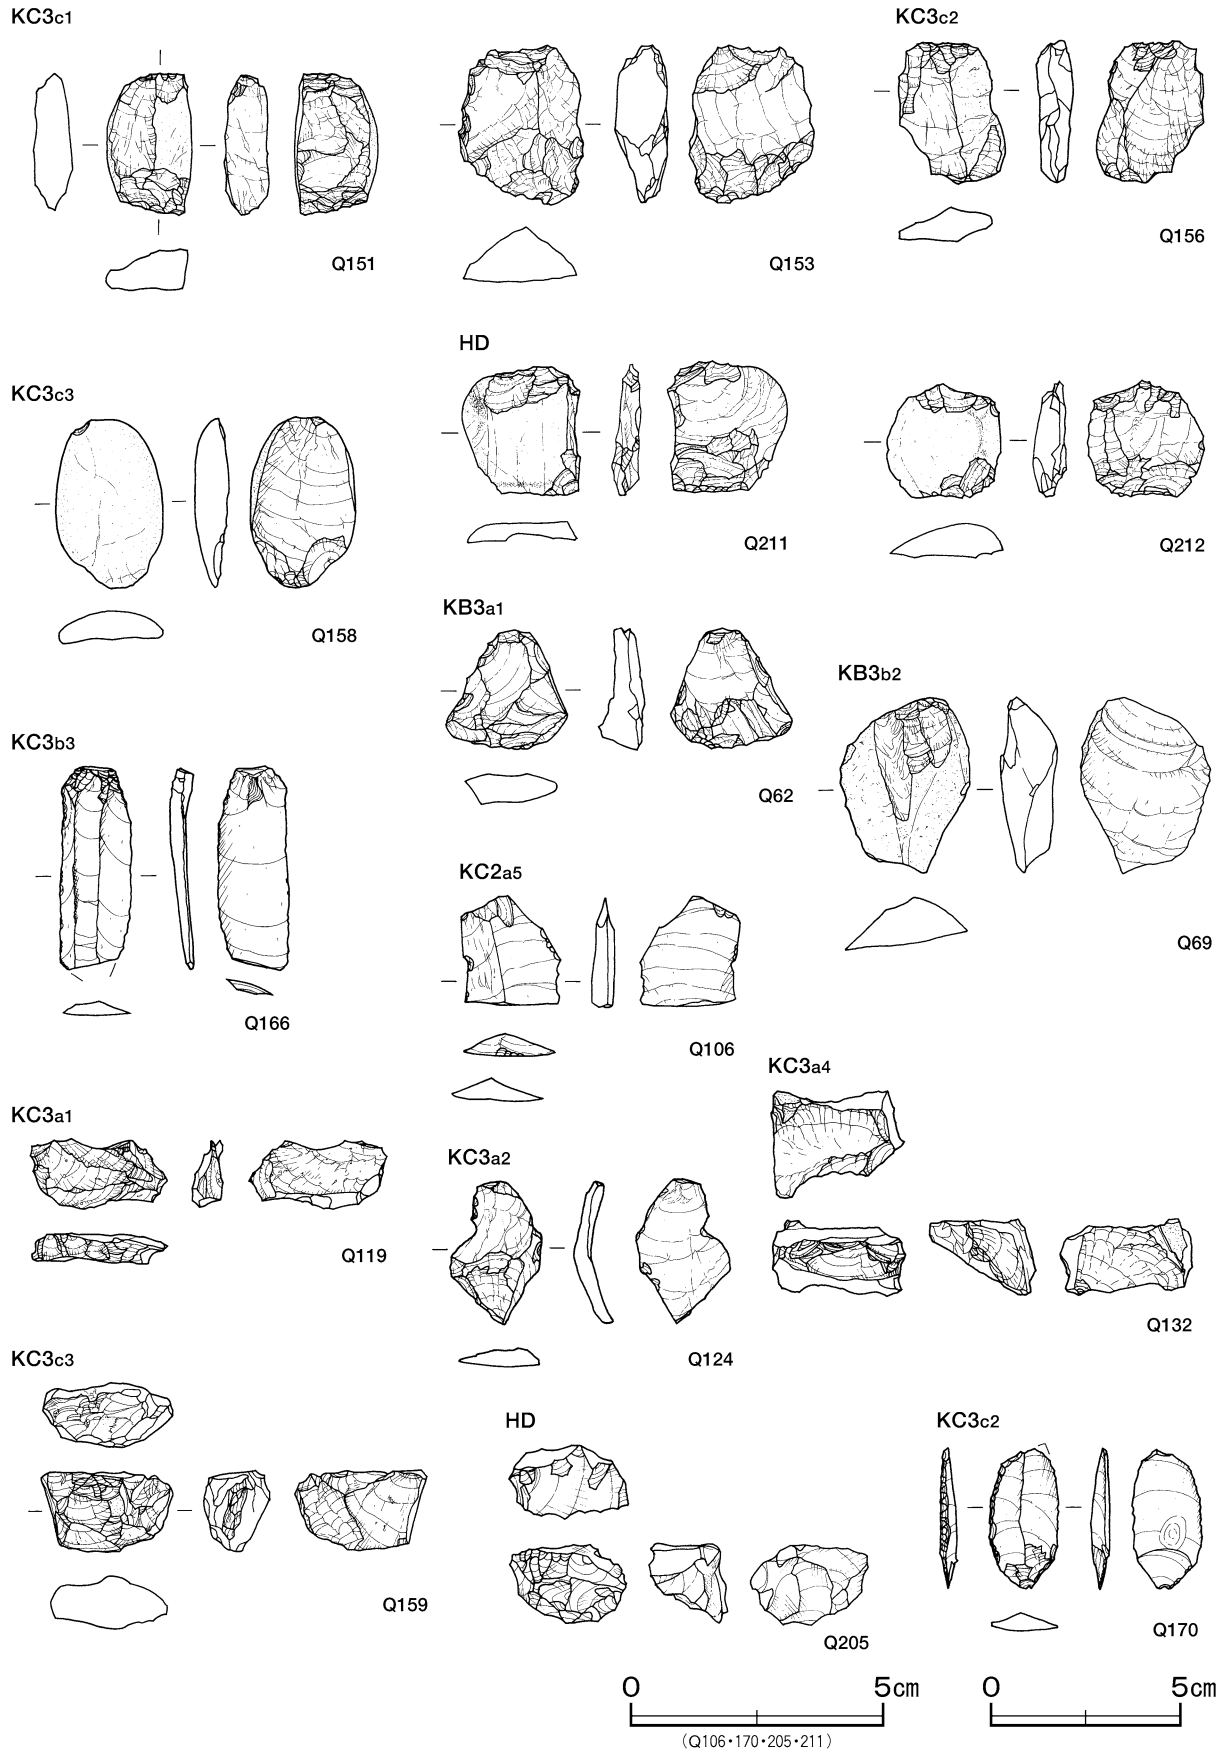 KC3c1
KC3c2
Q151
Q153
Q156
HD
KC3c3
Q211
Q212
Q158
KB3a1
KB3b2
KC3b3
Q62
Q69
KC2a5
Q166
Q106
KC3a4
KC3a1
KC3a2
Q119
Q124
Q132
KC3c3
HD
KC3c2
Q159
Q205
Q170
0 5cm 0 5cm
(Q106・170・205・211)